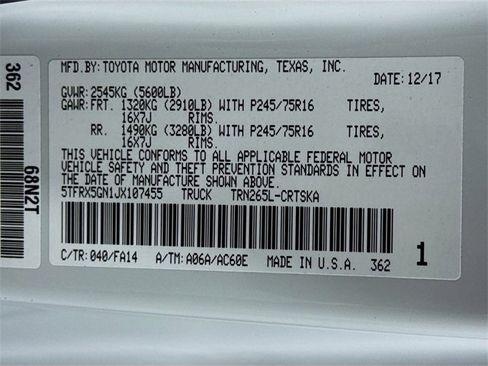 MFD.BY:TOYOTA MOTOR MANUFACTURING, TEXAS, INC.
DATE:12/17
GVWR:2545KG (5600LB)
GAWR:FRT. 1320KG (2910LB) WITH P245/75R16 TIRES,
16X7J RIMS.
RR. 1490KG (3280LB) WITH P245/75R16 TIRES,
16X7J RIMS.
THIS VEHICLE CONFORMS TO ALL APPLICABLE FEDERAL MOTOR
VEHICLE SAFETY AND THEFT PREVENTION STANDARDS IN EFFECT ON
THE DATE OF MANUFACTURE SHOWN ABOVE.
5TFRX5GN1JX107455 TRUCK TRN265L-CRTSKA
C/TR:040/FA14 A/TM:A06A/AC60E MADE IN U.S.A. 362
1
362
68N2T